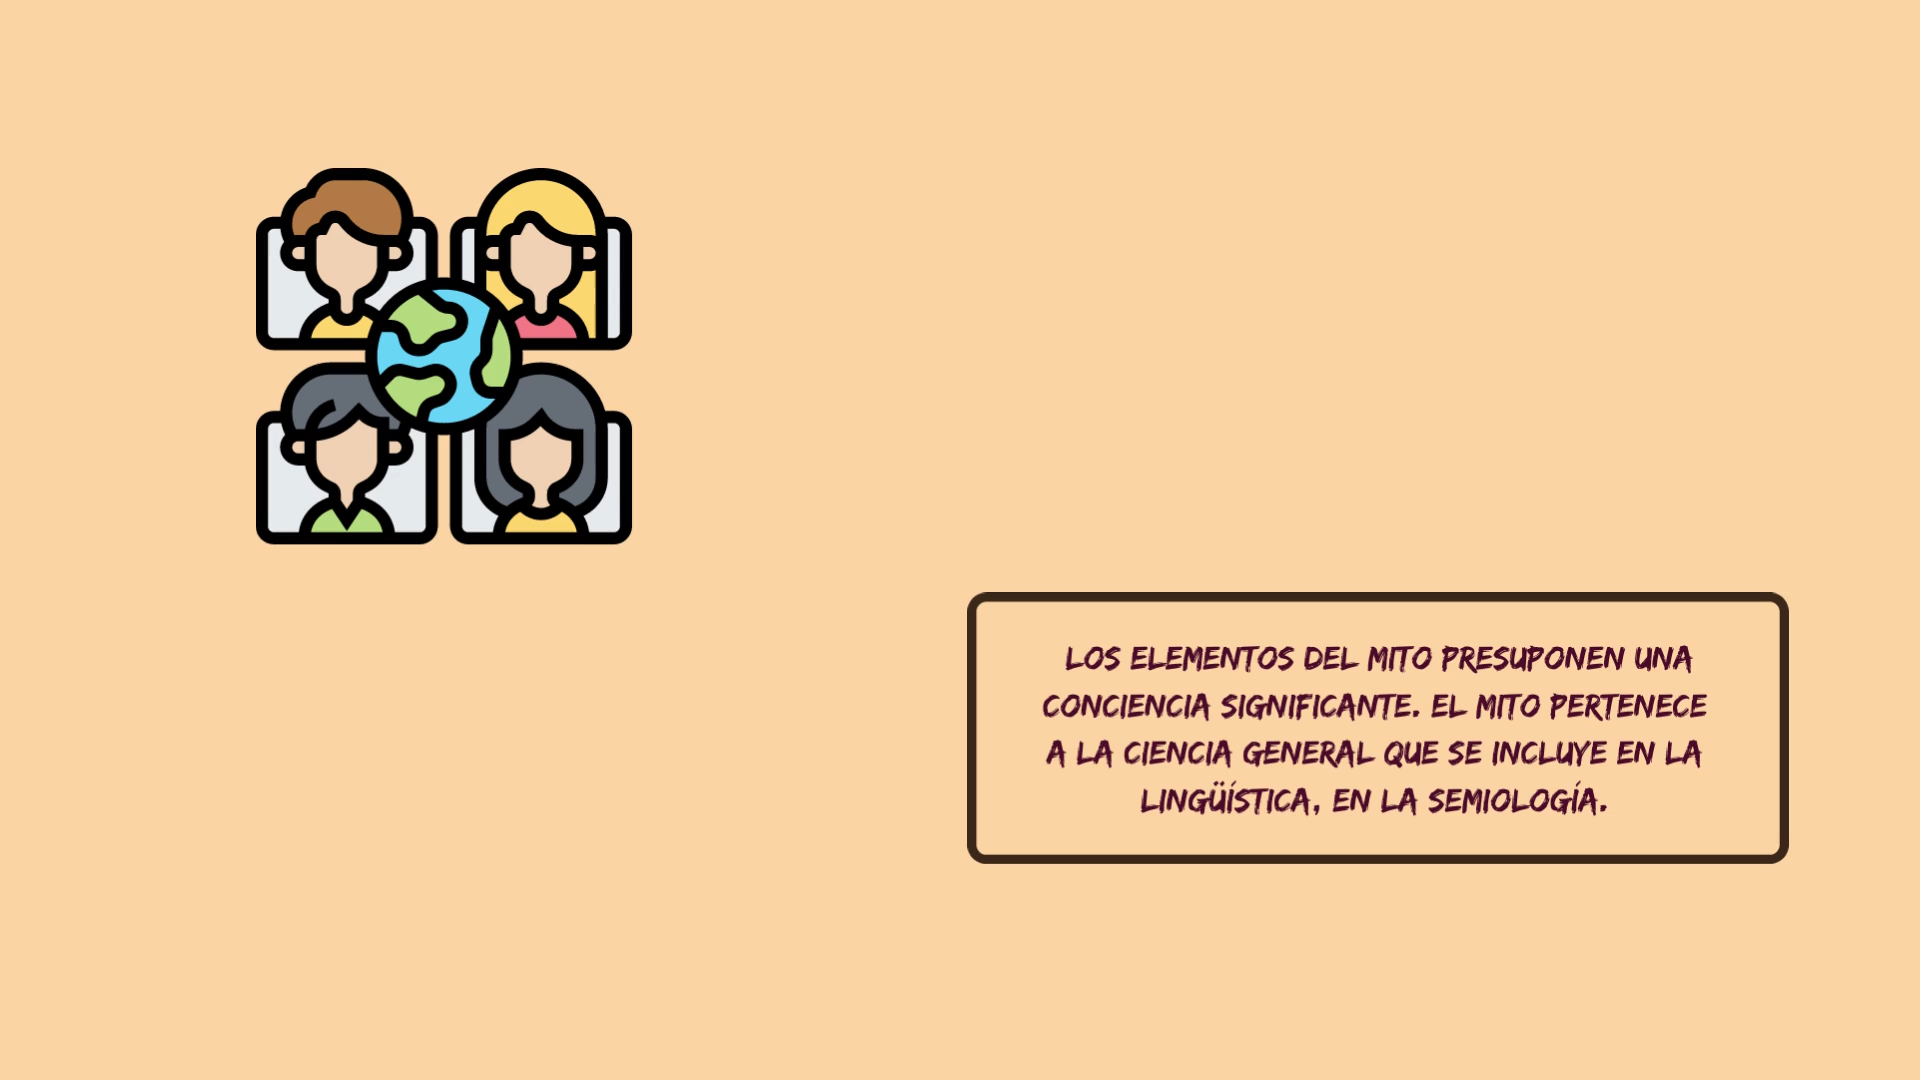 LOS ELEMENTOS DEL MITO PRESUPONEN UNA
CONCIENCIA SIGNIFICANTE. EL MITO PERTENECE
A LA CIENCIA GENERAL QUE SE INCLUYE EN LA
LINGÜÍSTICA, EN LA SEMIOLOGÍA.